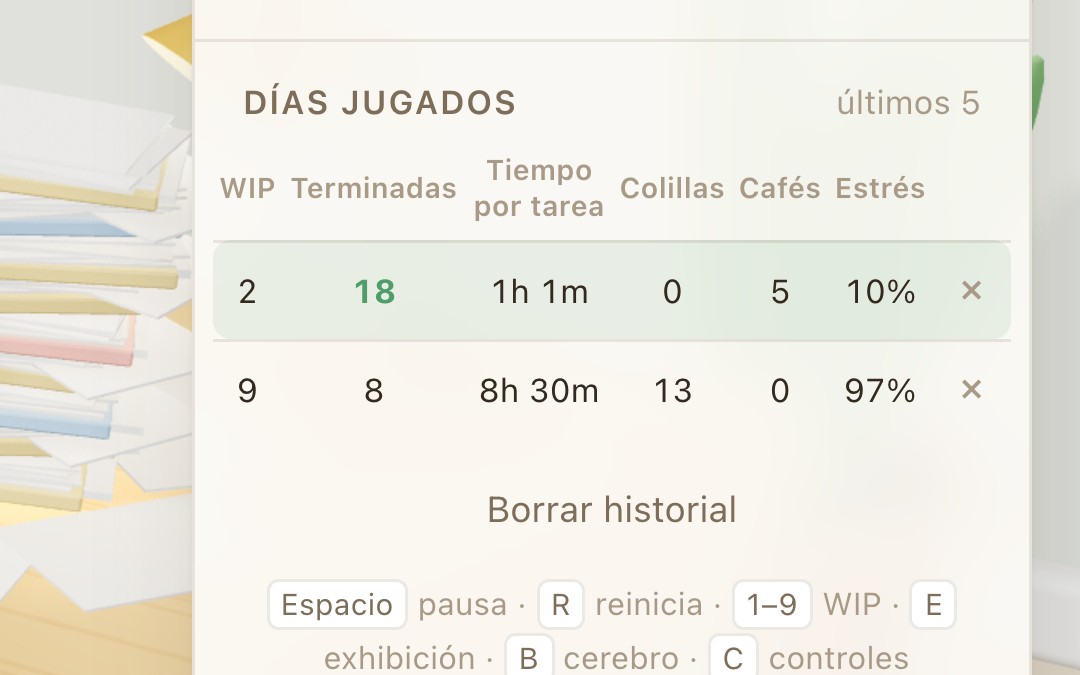 DÍAS JUGADOS últimos 5
WIP Terminadas Tiempo por tarea Colillas Cafés Estrés
2 18 1h 1m 0 5 10% ×
9 8 8h 30m 13 0 97% ×
Borrar historial
Espacio pausa · R reinicia · 1–9 WIP · E
exhibición · B cerebro · C controles